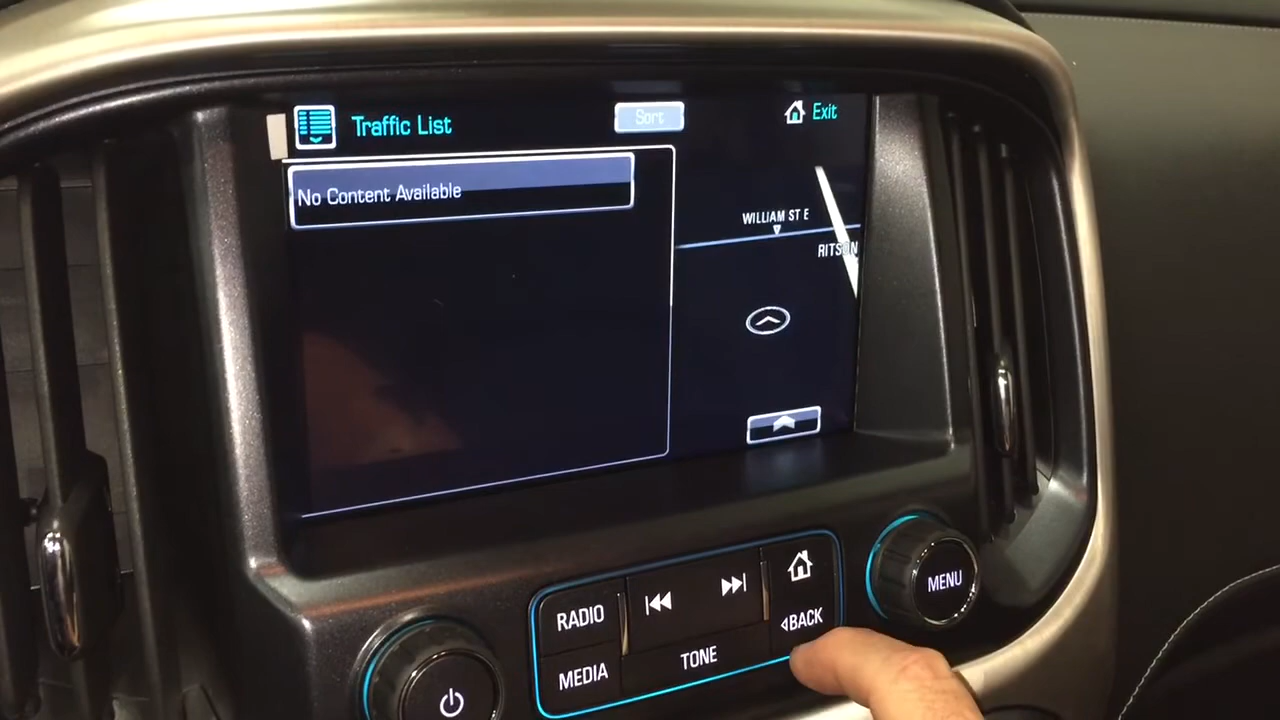 Traffic List
Sort
Exit
No Content Available
WILLIAM ST E
RITSON
RADIO
BACK
MENU
MEDIA
TONE